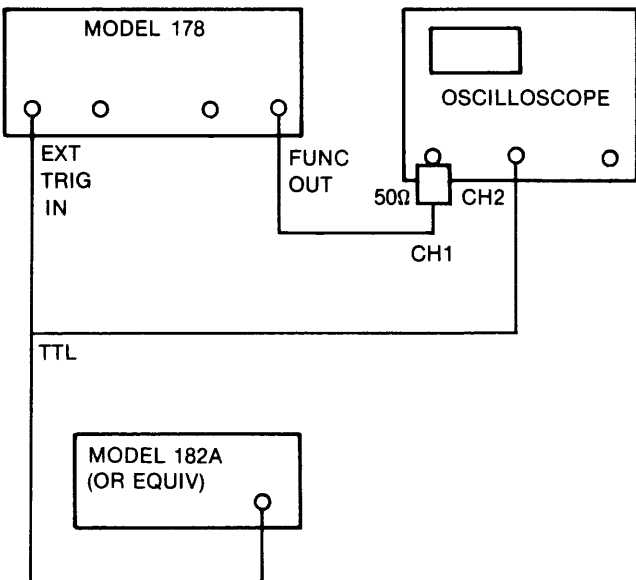 MODEL 178
OSCILLOSCOPE
EXT
TRIG
IN
FUNC
OUT
50Ω
CH2
CH1
TTL
MODEL 182A
(OR EQUIV)